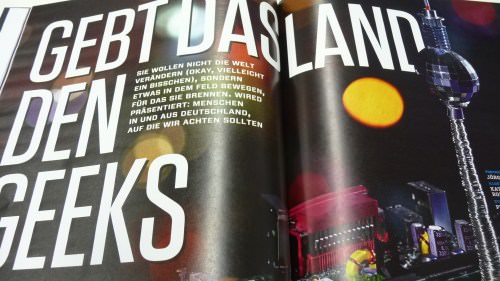 GEBT DAS LAND
DEN
GEEKS
SIE WOLLEN NICHT DIE WELT
VERÄNDERN (OKAY, VIELLEICHT
EIN BISSCHEN), SONDERN
ETWAS IN DEM FELD BEWEGEN,
FÜR DAS SIE BRENNEN. WIRED
PRÄSENTIERT: MENSCHEN
IN UND AUS DEUTSCHLAND,
AUF DIE WIR ACHTEN SOLLTEN